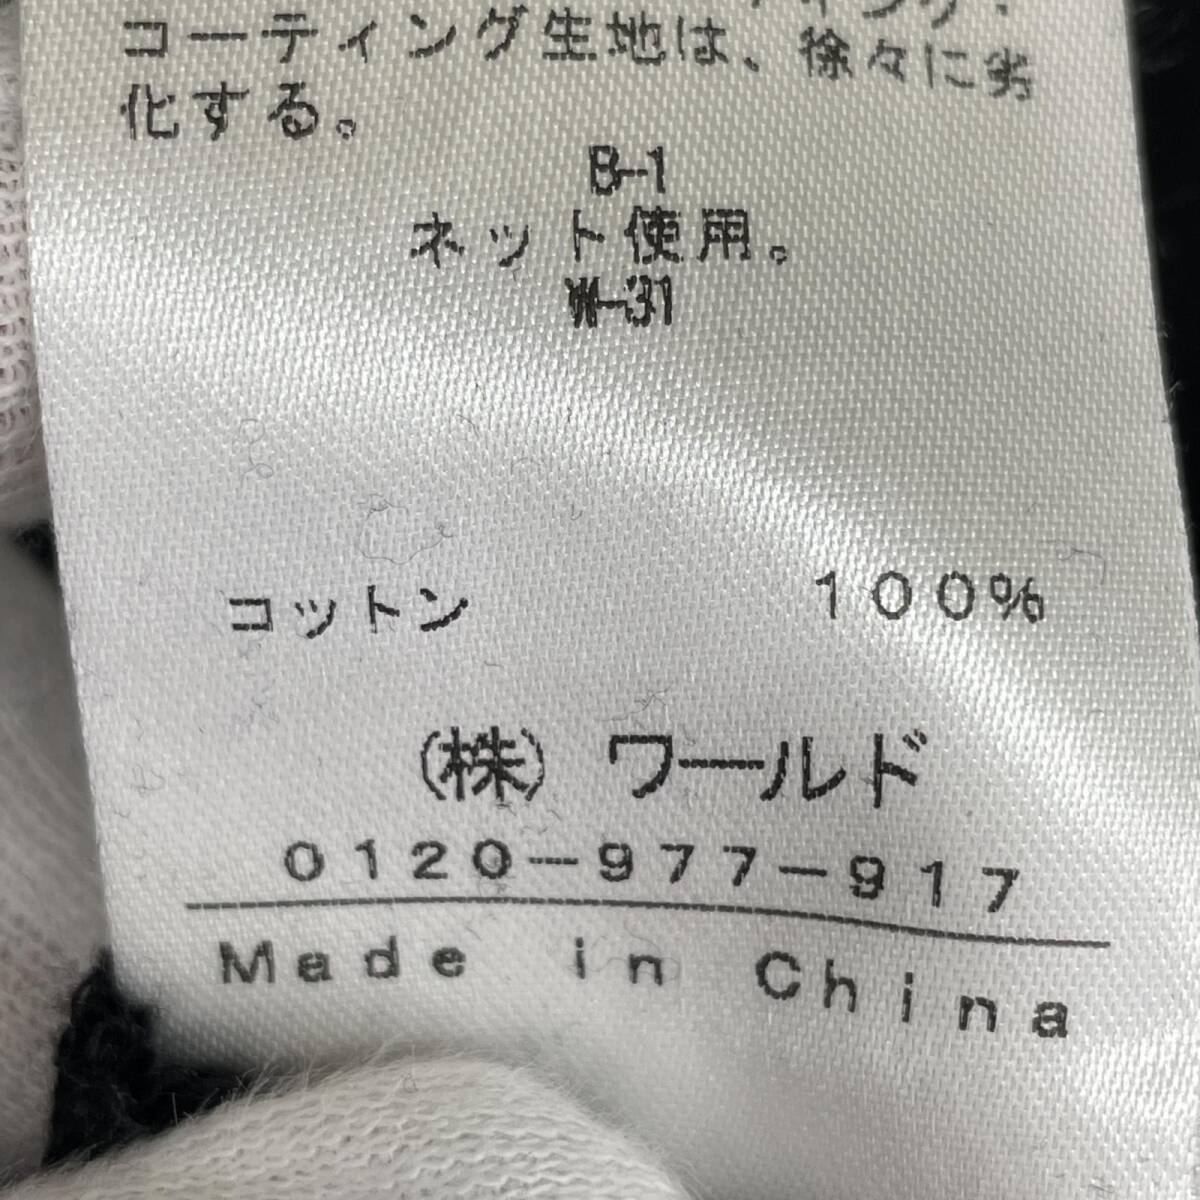 コーティング生地は、徐々に劣
化する。
B-1
ネット使用。
W-31
コットン 100%
(株) ワールド
0120-977-917
Made in China